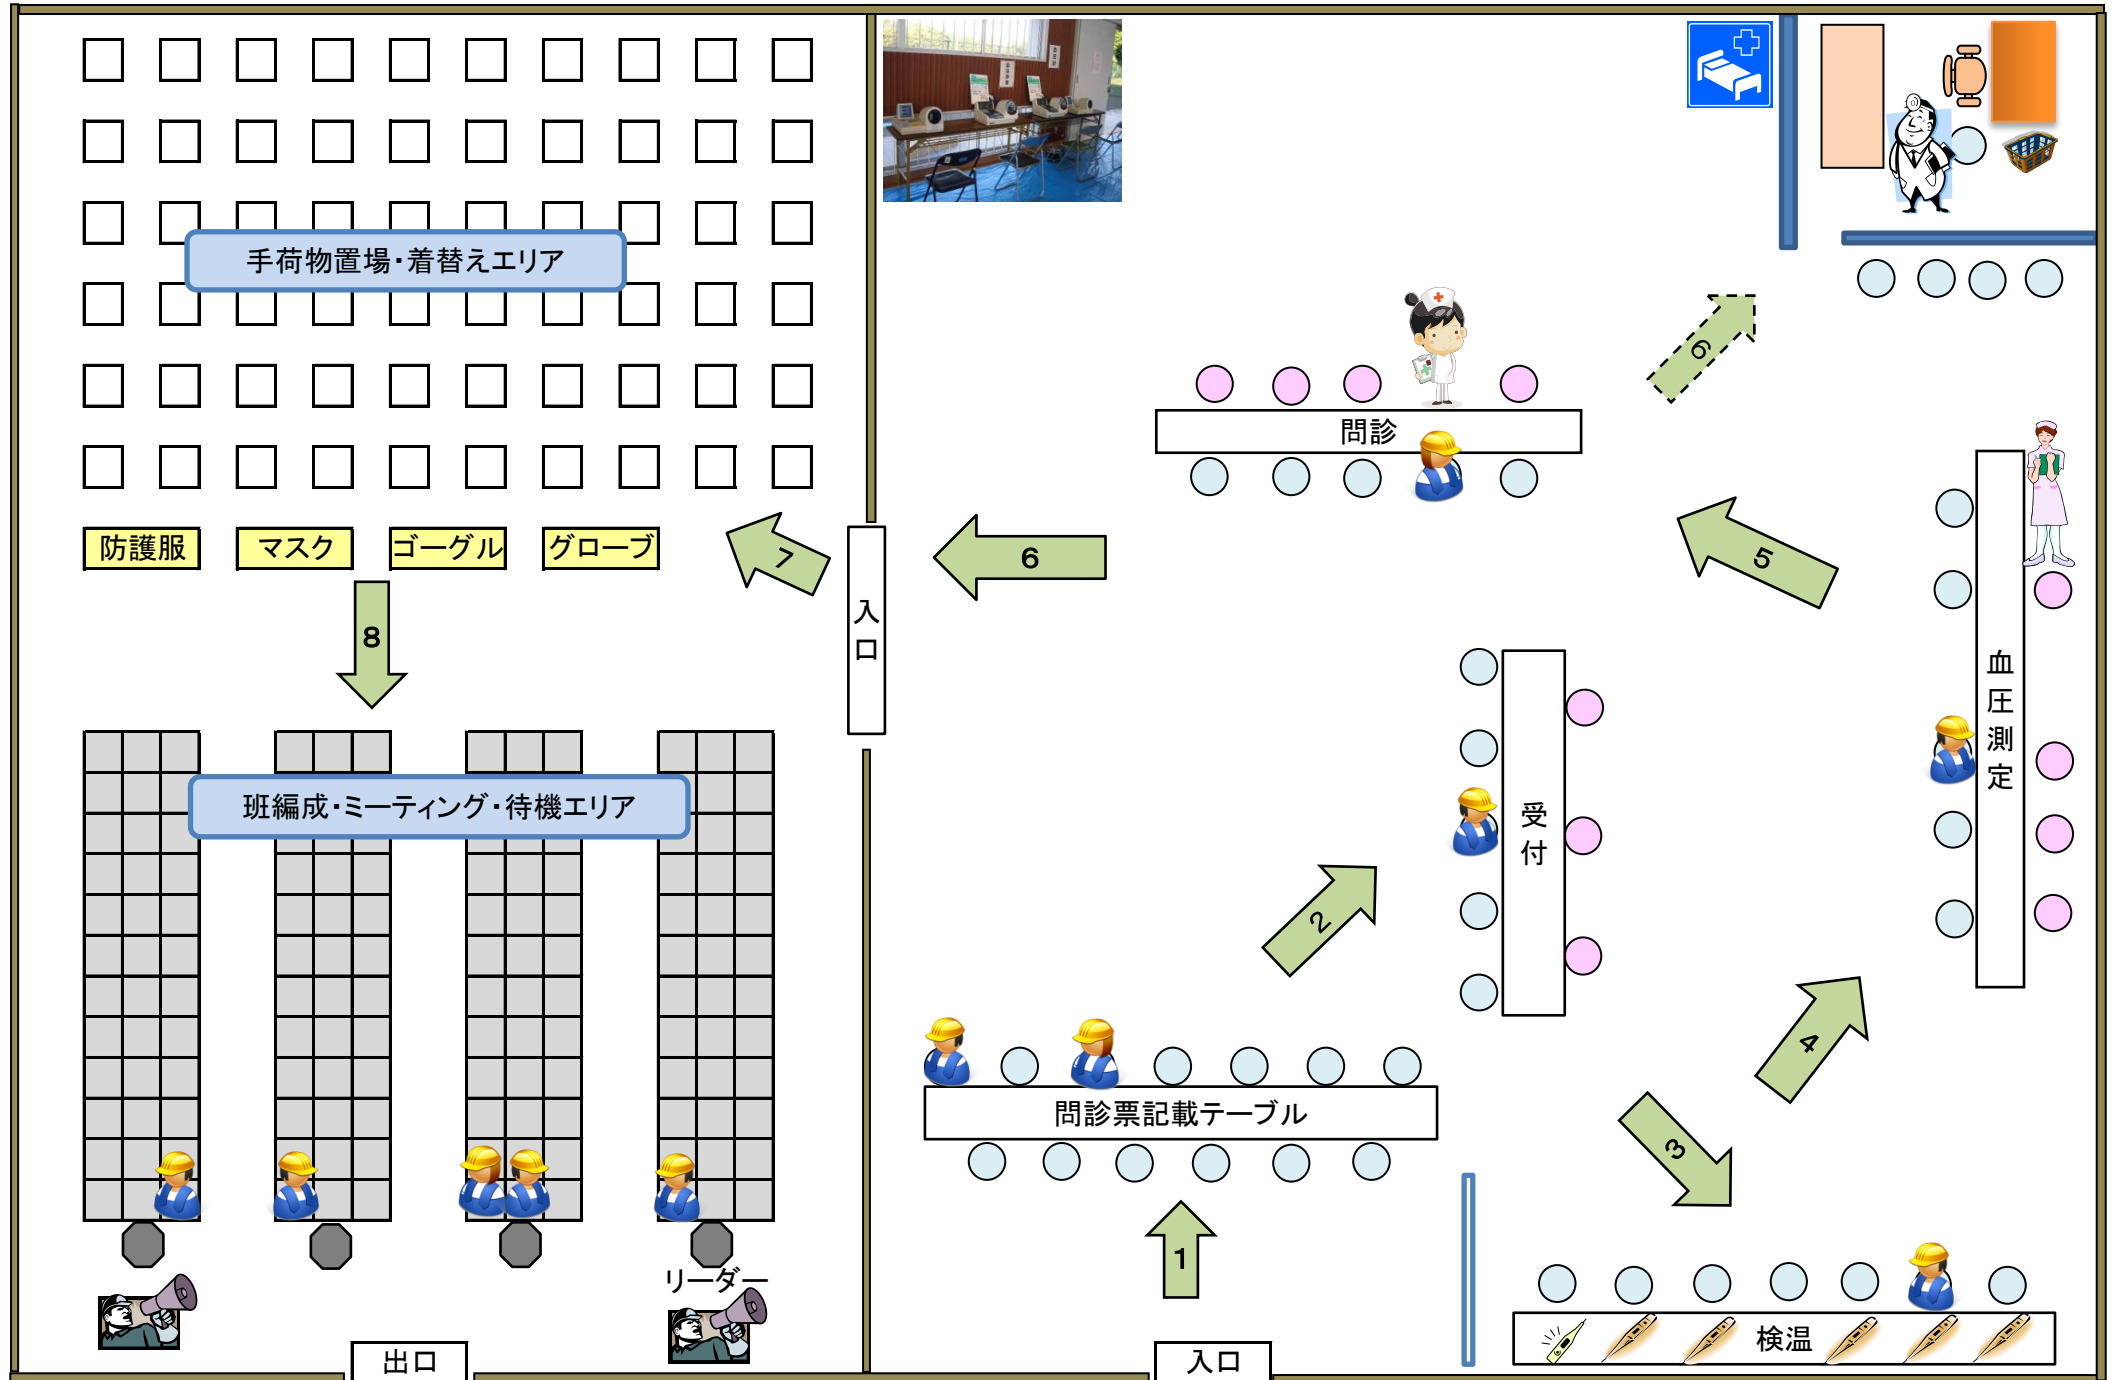 手荷物置場・着替えエリア
防護服
マスク
ゴーグル
グローブ
7
入口
8
班編成・ミーティング・待機エリア
リーダー
出口
6
問診
6
5
血圧測定
受付
2
4
3
問診票記載テーブル
1
検温
入口